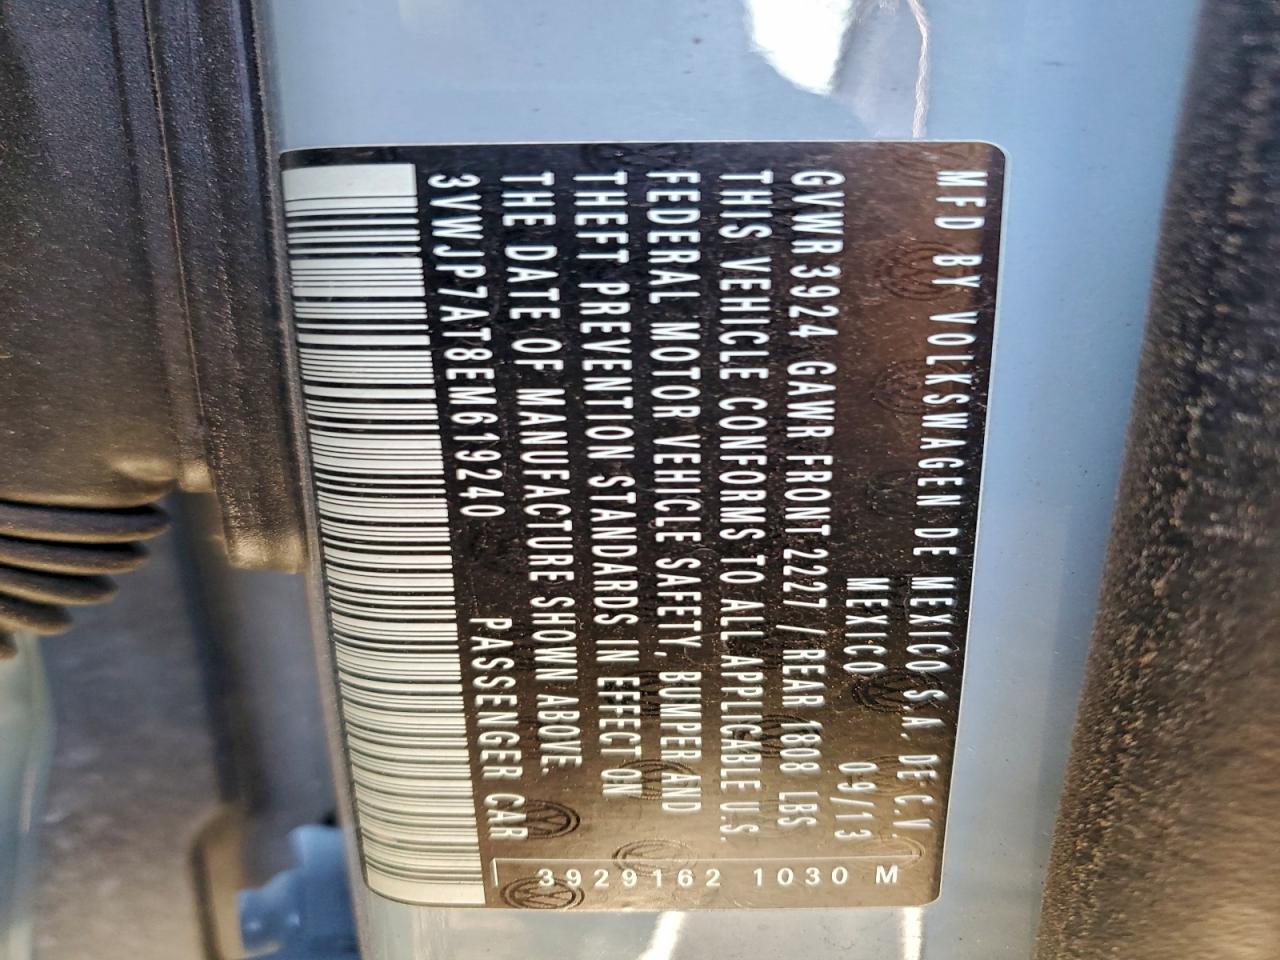 MFD BY VOLKSWAGEN DE MEXICO S.A. DE C.V
MEXICO 09/13
GVWR 3924 GAWR FRONT 2227 / REAR 1808 LBS
THIS VEHICLE CONFORMS TO ALL APPLICABLE U.S.
FEDERAL MOTOR VEHICLE SAFETY, BUMPER AND
THEFT PREVENTION STANDARDS IN EFFECT ON
THE DATE OF MANUFACTURE SHOWN ABOVE.
3VWJP7AT8EM619240 PASSENGER CAR
3929162 1030 M